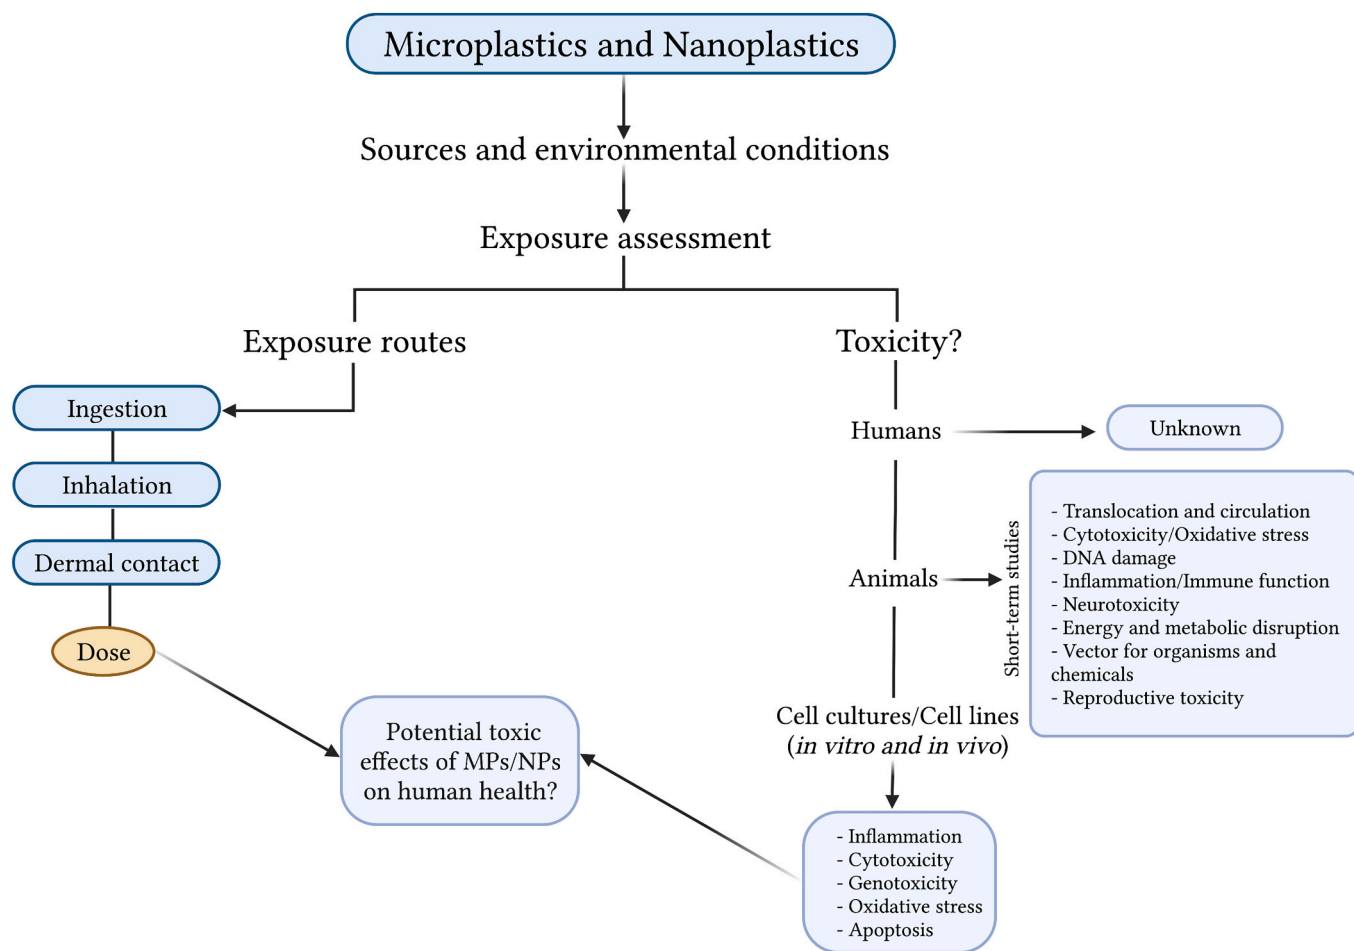 Microplastics and Nanoplastics
Sources and environmental conditions
Exposure assessment
Exposure routes
Ingestion
Inhalation
Dermal contact
Dose
Toxicity?
Humans
Unknown
Animals
Short-term studies
- Translocation and circulation
- Cytotoxicity/Oxidative stress
- DNA damage
- Inflammation/Immune function
- Neurotoxicity
- Energy and metabolic disruption
- Vector for organisms and
chemicals
- Reproductive toxicity
Cell cultures/Cell lines
(in vitro and in vivo)
- Inflammation
- Cytotoxicity
- Genotoxicity
- Oxidative stress
- Apoptosis
Potential toxic
effects of MPs/NPs
on human health?